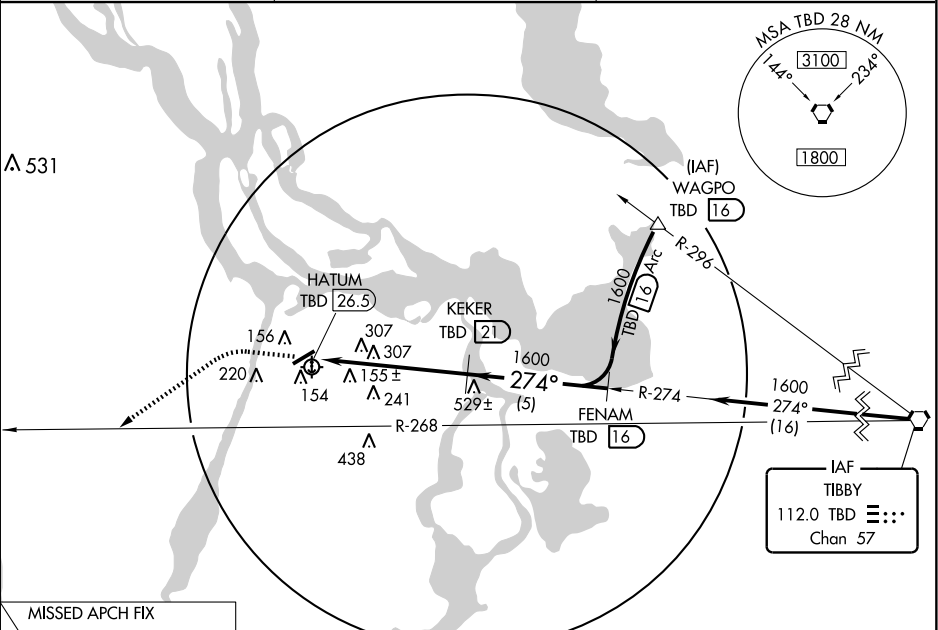 MSA TBD 28 NM
144°
3100
234°
1800
531
(IAF)
WAGPO
TBD 16
R-296
1600
TBD 16 Arc
HATUM
TBD 26.5
KEKER
TBD 21
156
307
307
220
154
155 ±
241
529 ±
1600
274°
(5)
R-274
1600
274°
(16)
FENAM
TBD 16
R-268
438
IAF
TIBBY
112.0 TBD
Chan 57
MISSED APCH FIX